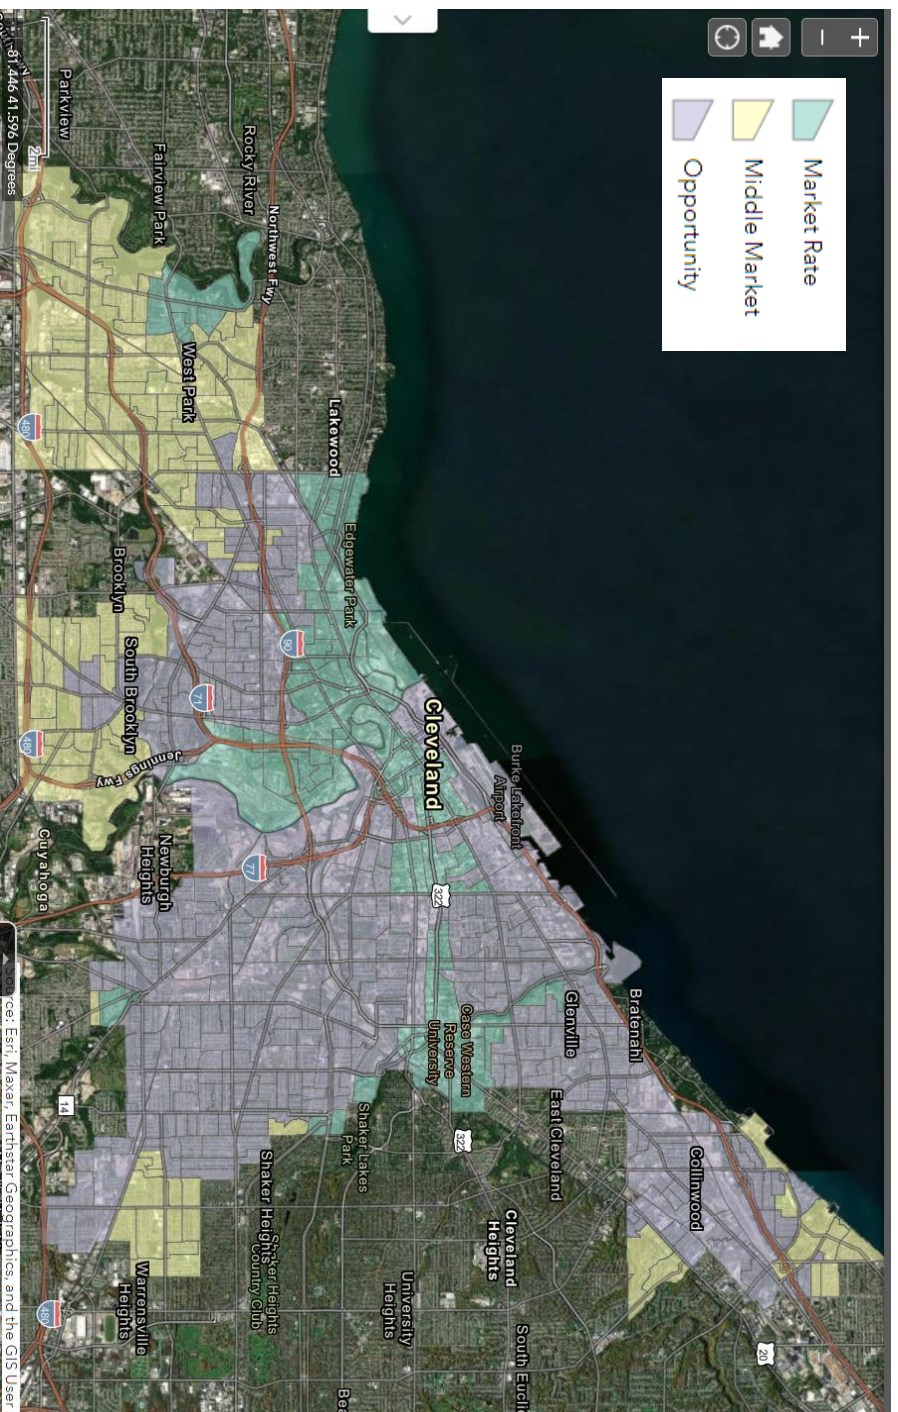 +
−
Market Rate
Middle Market
Opportunity
Parkview
Fairview Park
Rocky River
Northwest Fwy
West Park
Lakewood
Edgewater Park
Brooklyn
South Brooklyn
Jennings Fwy
Cleveland
Burke Lakefront
Airport
Newburgh
Heights
Cuyahoga
Bratenahl
Glenville
Case Western
Reserve
University
East Cleveland
Collinwood
Shaker Lakes
Park
Shaker Heights
Shaker Heights
Country Club
Cleveland
Heights
University
Heights
Warrensville
Heights
South Eucli
Bea
480
480
480
90
71
77
322
322
14
20
2mi
-81.446 41.596 Degrees
Source: Esri, Maxar, Earthstar Geographics, and the GIS User